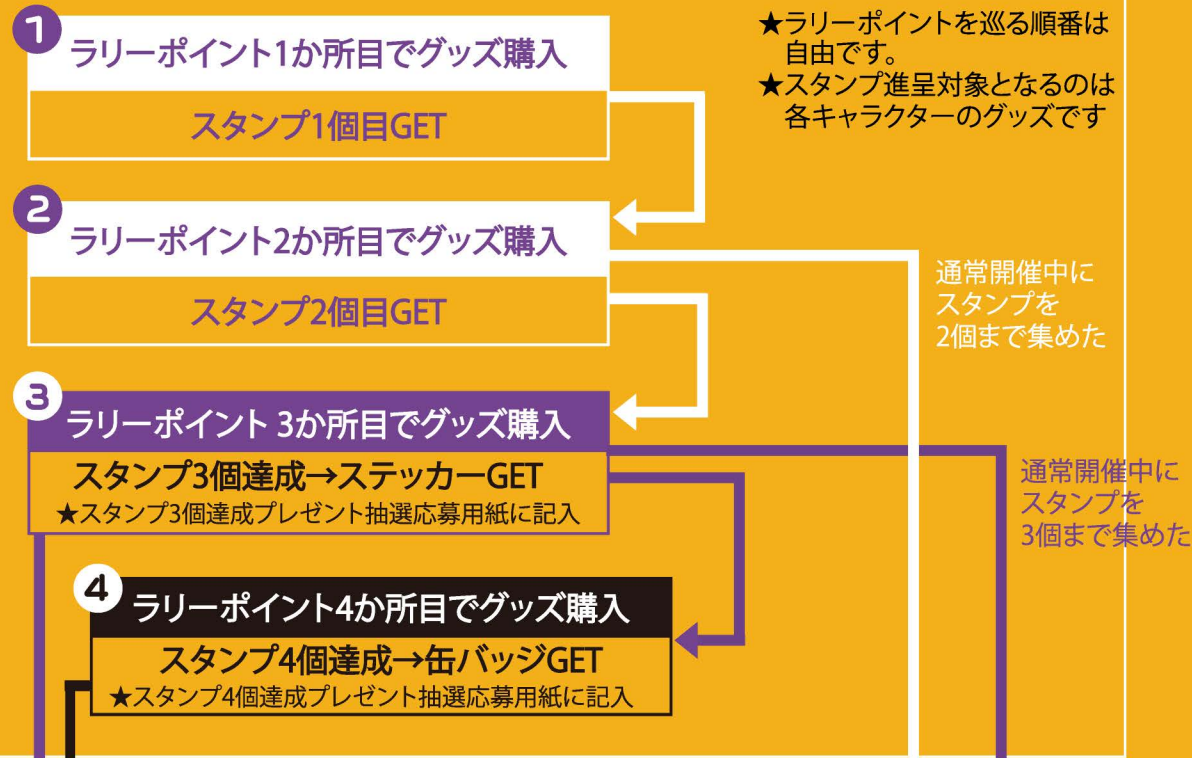 1
ラリーポイント1か所目でグッズ購入
スタンプ1個目GET
★ラリーポイントを巡る順番は
自由です。
★スタンプ進呈対象となるのは
各キャラクターのグッズです
2
ラリーポイント2か所目でグッズ購入
スタンプ2個目GET
通常開催中に
スタンプを
2個まで集めた
3
ラリーポイント 3か所目でグッズ購入
スタンプ3個達成→ステッカーGET
★スタンプ3個達成プレゼント抽選応募用紙に記入
通常開催中に
スタンプを
3個まで集めた
4
ラリーポイント4か所目でグッズ購入
スタンプ4個達成→缶バッジGET
★スタンプ4個達成プレゼント抽選応募用紙に記入